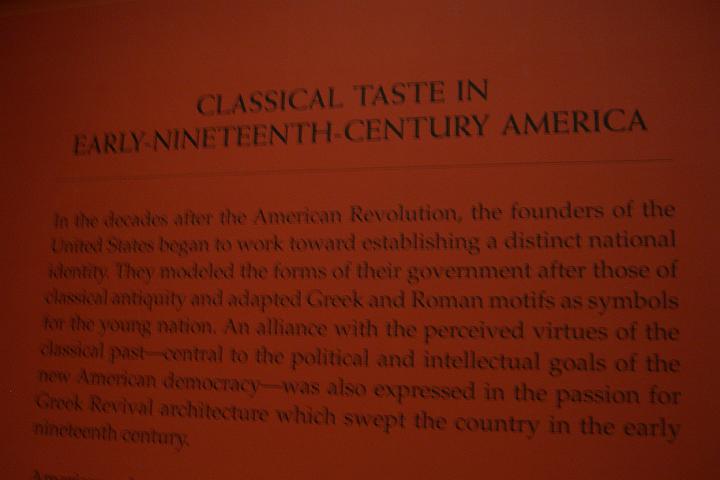 CLASSICAL TASTE IN
EARLY-NINETEENTH-CENTURY AMERICA
In the decades after the American Revolution, the founders of the
United States began to work toward establishing a distinct national
identity. They modeled the forms of their government after those of
classical antiquity and adapted Greek and Roman motifs as symbols
for the young nation. An alliance with the perceived virtues of the
classical past—central to the political and intellectual goals of the
new American democracy—was also expressed in the passion for
Greek Revival architecture which swept the country in the early
nineteenth century.